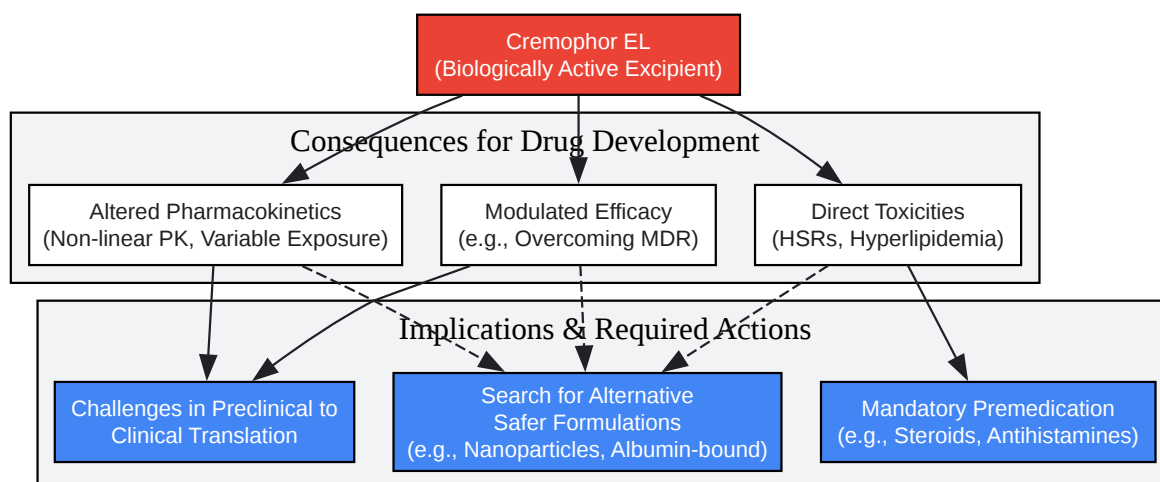 Cremophor EL
(Biologically Active Excipient)
Consequences for Drug Development
Altered Pharmacokinetics
(Non-linear PK, Variable Exposure)
Modulated Efficacy
(e.g., Overcoming MDR)
Direct Toxicities
(HSRs, Hyperlipidemia)
Implications & Required Actions
Challenges in Preclinical to
Clinical Translation
Search for Alternative
Safer Formulations
(e.g., Nanoparticles, Albumin-bound)
Mandatory Premedication
(e.g., Steroids, Antihistamines)